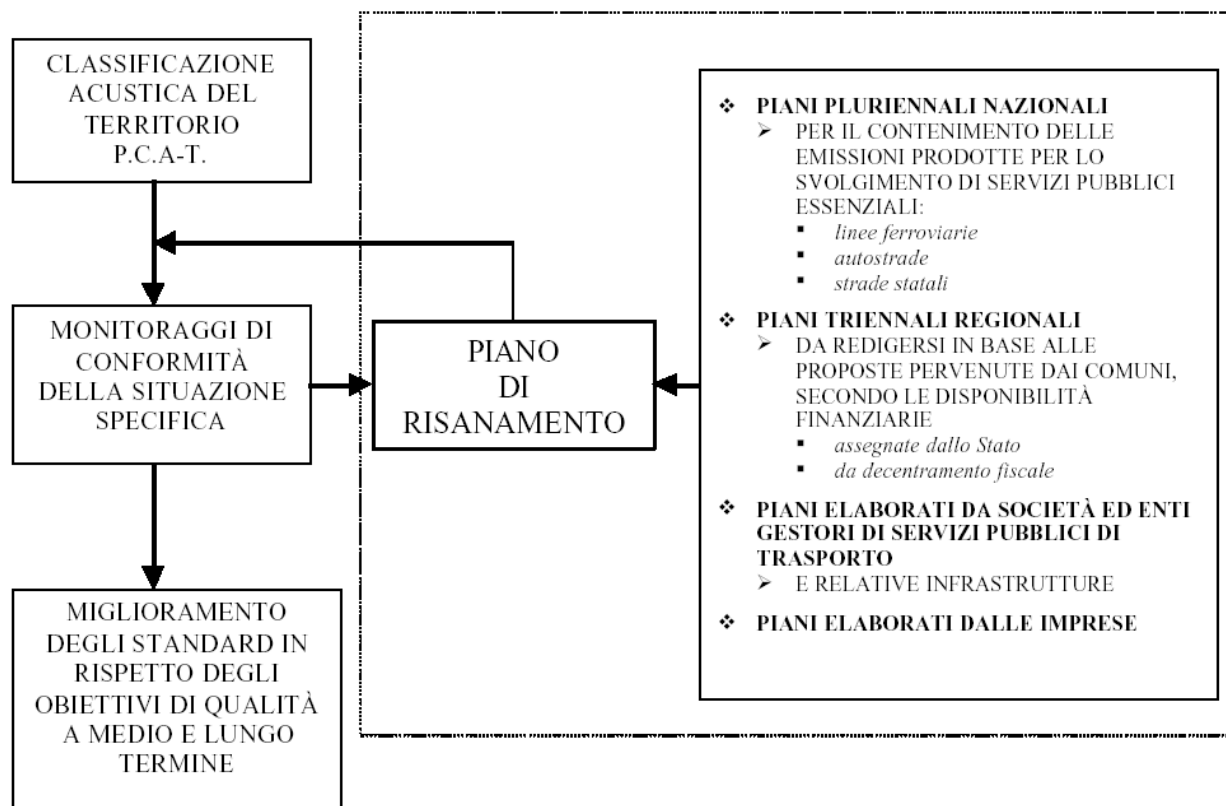 CLASSIFICAZIONE
ACUSTICA DEL
TERRITORIO
P.C.A-T.
MONITORAGGI DI
CONFORMITÀ
DELLA SITUAZIONE
SPECIFICA
MIGLIORAMENTO
DEGLI STANDARD IN
RISPETTO DEGLI
OBIETTIVI DI QUALITÀ
A MEDIO E LUNGO
TERMINE
PIANO
DI
RISANAMENTO
❖ PIANI PLURIENNALI NAZIONALI
➢ PER IL CONTENIMENTO DELLE
EMISSIONI PRODOTTE PER LO
SVOLGIMENTO DI SERVIZI PUBBLICI
ESSENZIALI:
▪ linee ferroviarie
▪ autostrade
▪ strade statali
❖ PIANI TRIENNALI REGIONALI
➢ DA REDIGERSI IN BASE ALLE
PROPOSTE PERVENUTE DAI COMUNI,
SECONDO LE DISPONIBILITÀ
FINANZIARIE
▪ assegnate dallo Stato
▪ da decentramento fiscale
❖ PIANI ELABORATI DA SOCIETÀ ED ENTI
GESTORI DI SERVIZI PUBBLICI DI
TRASPORTO
➢ E RELATIVE INFRASTRUTTURE
❖ PIANI ELABORATI DALLE IMPRESE